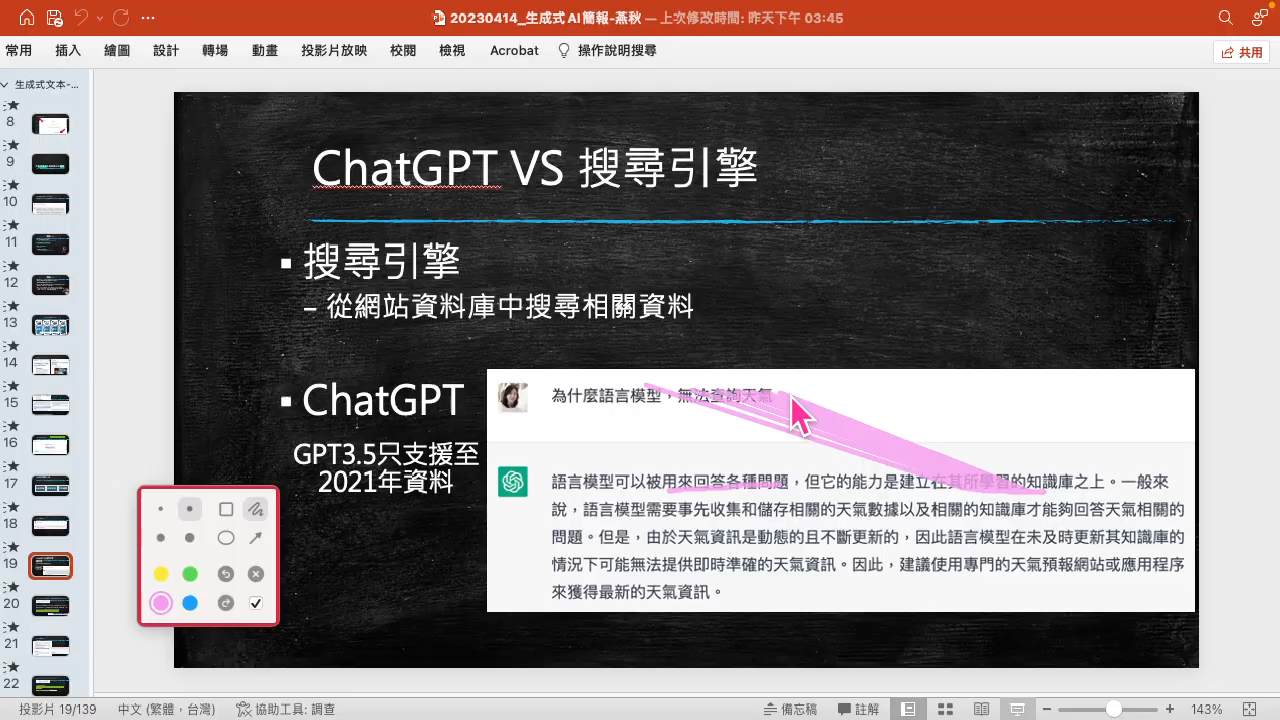 20230414_生成式 AI 簡報-燕秋 — 上次修改時間: 昨天下午 03:45
常用 插入 繪圖 設計 轉場 動畫 投影片放映 校閱 檢視 Acrobat 操作說明搜尋 共用
生成式文本-...
8
9
10
11
12
13
14
15
16
17
18
19
20
21
22
ChatGPT VS 搜尋引擎
▪ 搜尋引擎
– 從網站資料庫中搜尋相關資料
▪ ChatGPT
GPT3.5只支援至
2021年資料
為什麼語言模型，無法查詢天氣
語言模型可以被用來回答各種問題，但它的能力是建立在其所學習的知識庫之上。一般來
說，語言模型需要事先收集和儲存相關的天氣數據以及相關的知識庫才能夠回答天氣相關的
問題。但是，由於天氣資訊是動態的且不斷更新的，因此語言模型在未及時更新其知識庫的
情況下可能無法提供即時準確的天氣資訊。因此，建議使用專門的天氣預報網站或應用程序
來獲得最新的天氣資訊。
投影片 19/139 中文 (繁體，台灣) 協助工具: 調查 備忘稿 註解 143%